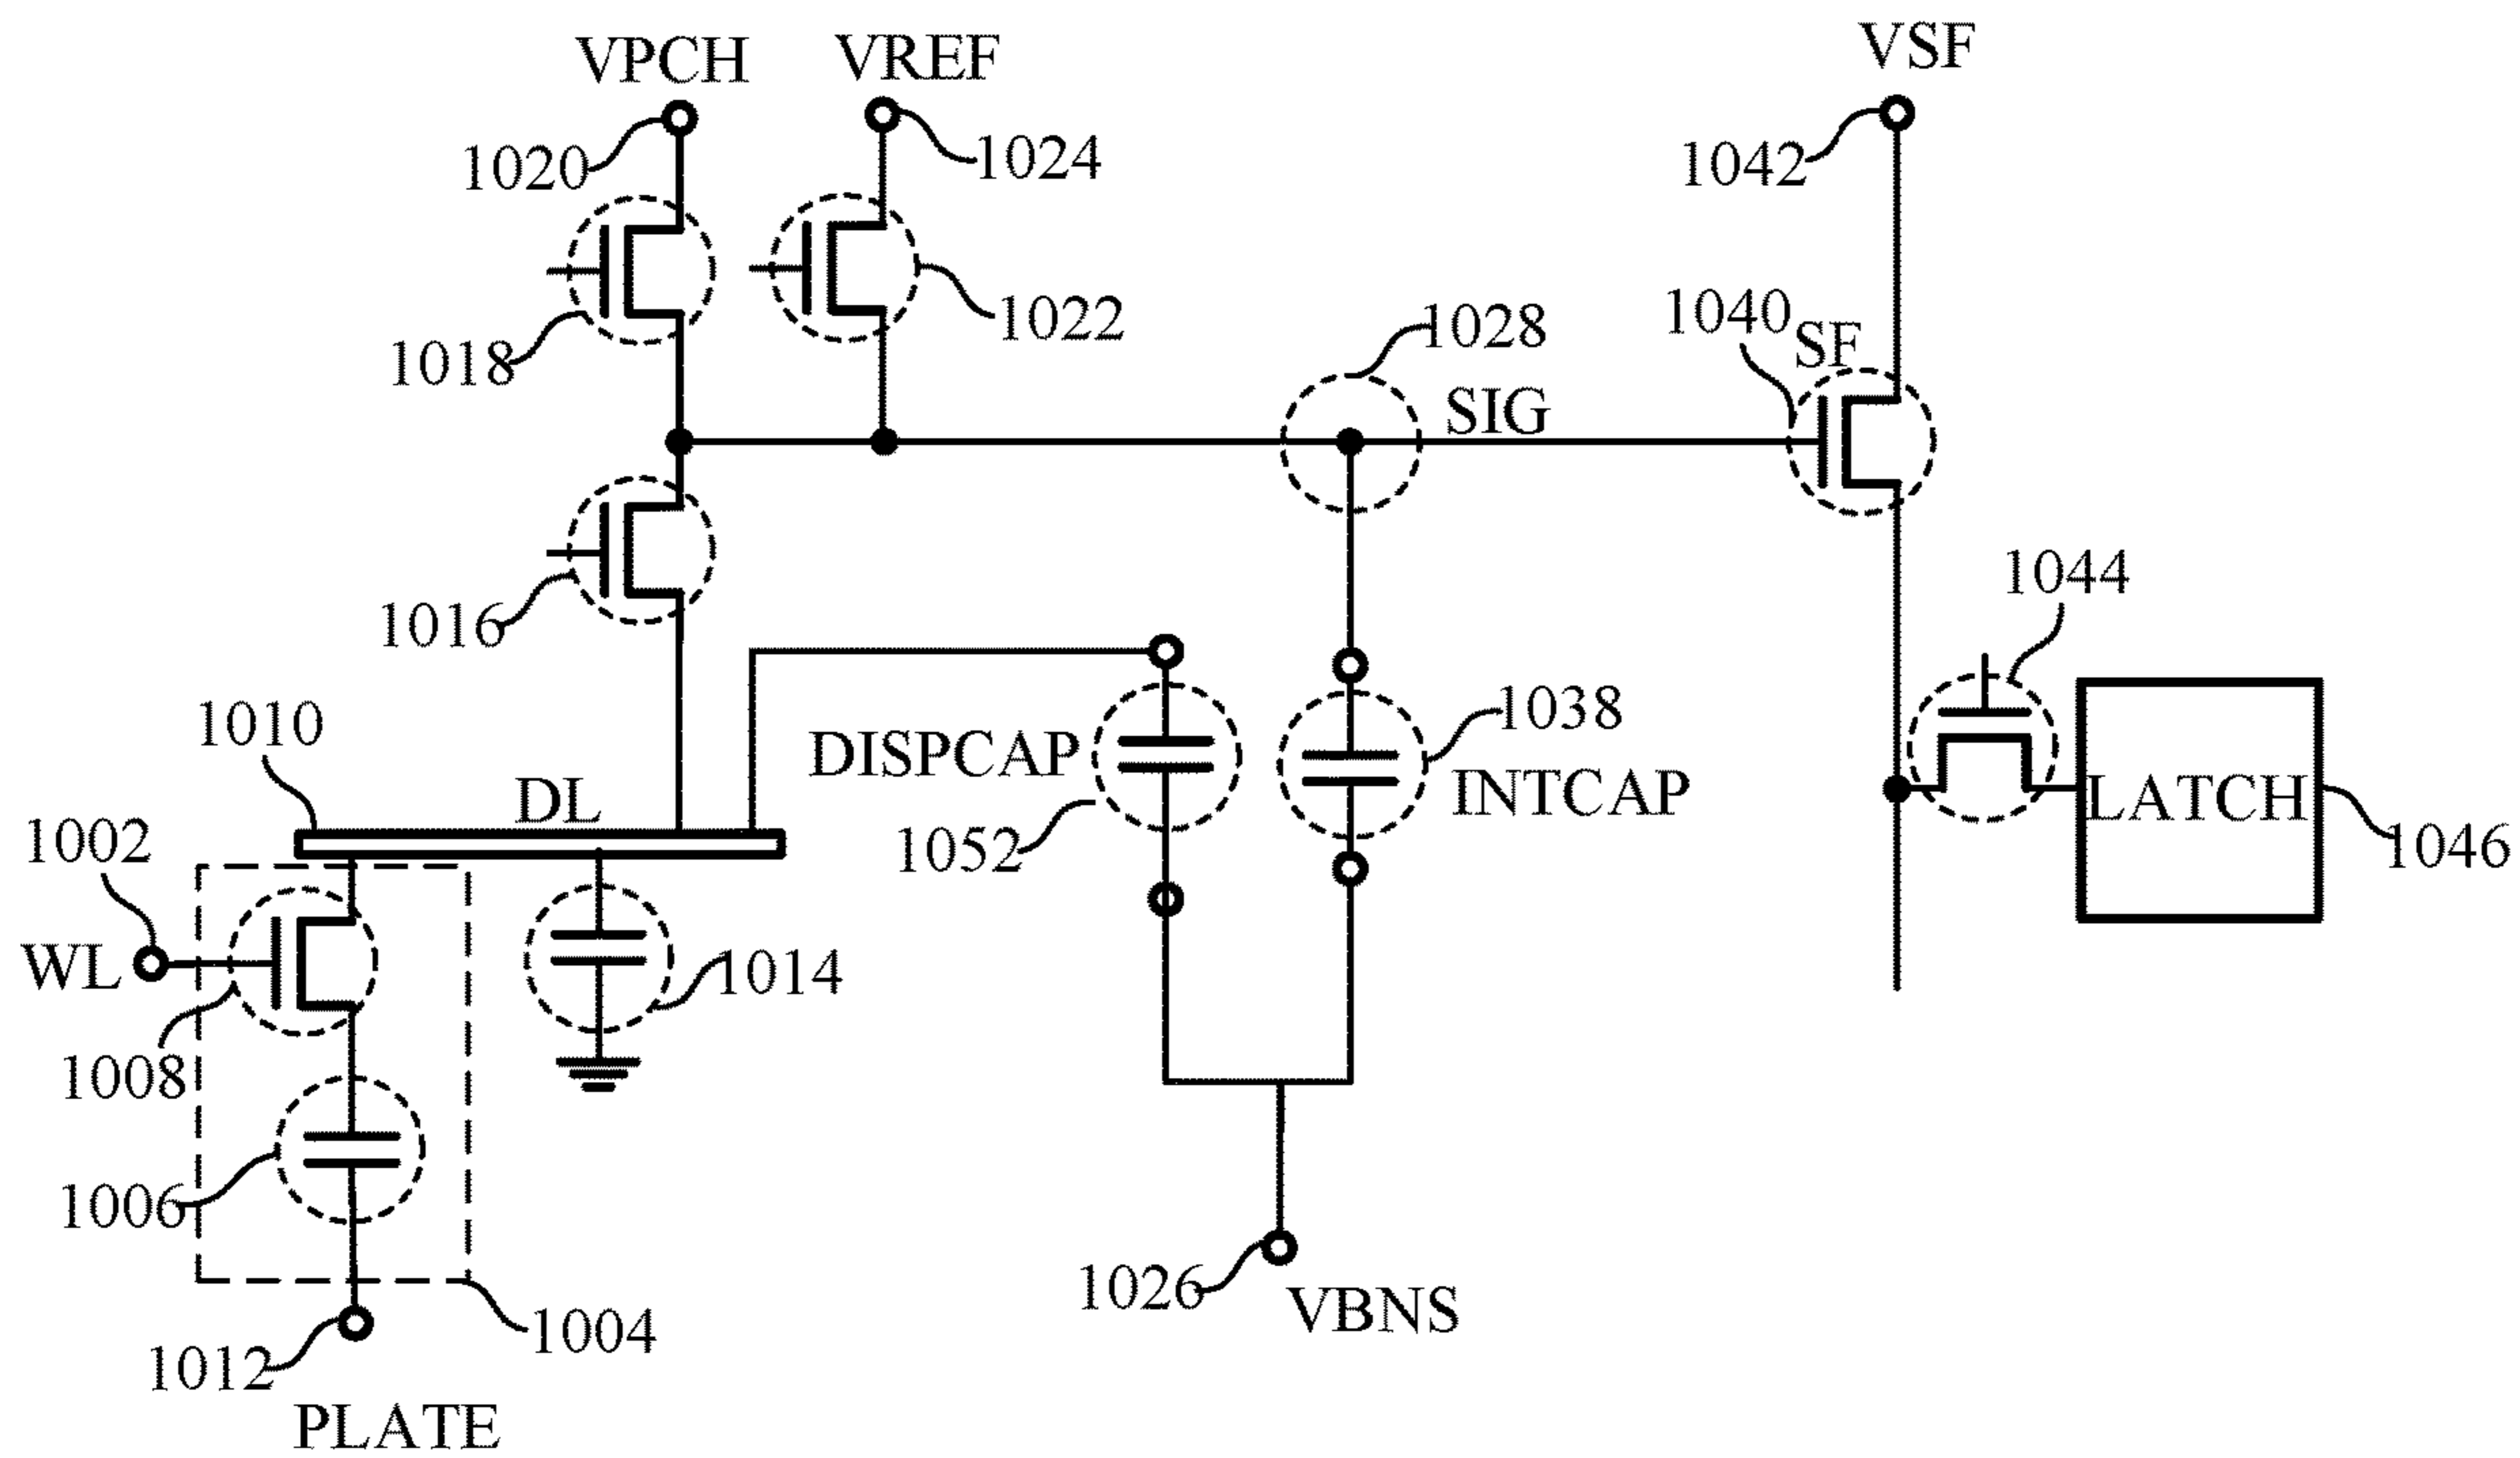 VPCH
VREF
VSF
1020
1024
1042
1018
1022
1028
1040
SF
SIG
1016
1044
1010
DL
DISPCAP
1038
INTCAP
LATCH
1002
1052
1046
WL
1014
1008
1006
1026
VBNS
1004
1012
PLATE